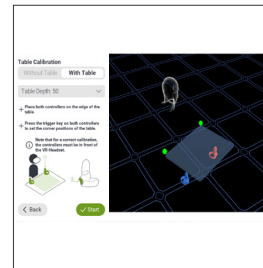 Table Calibration
Without Table
With Table
Table Depth: 50
Place both controllers on the edge of the
table.
Press the trigger key on both controllers
to set the corner positions of the table.
Note that for a correct calibration,
the controllers must be in front of
the VR-Headset.
Back
Start